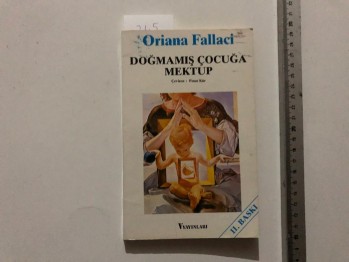 Oriana Fallaci
DOĞMAMIŞ ÇOCUĞA
MEKTUP
YAYINLARI
11. BASKI